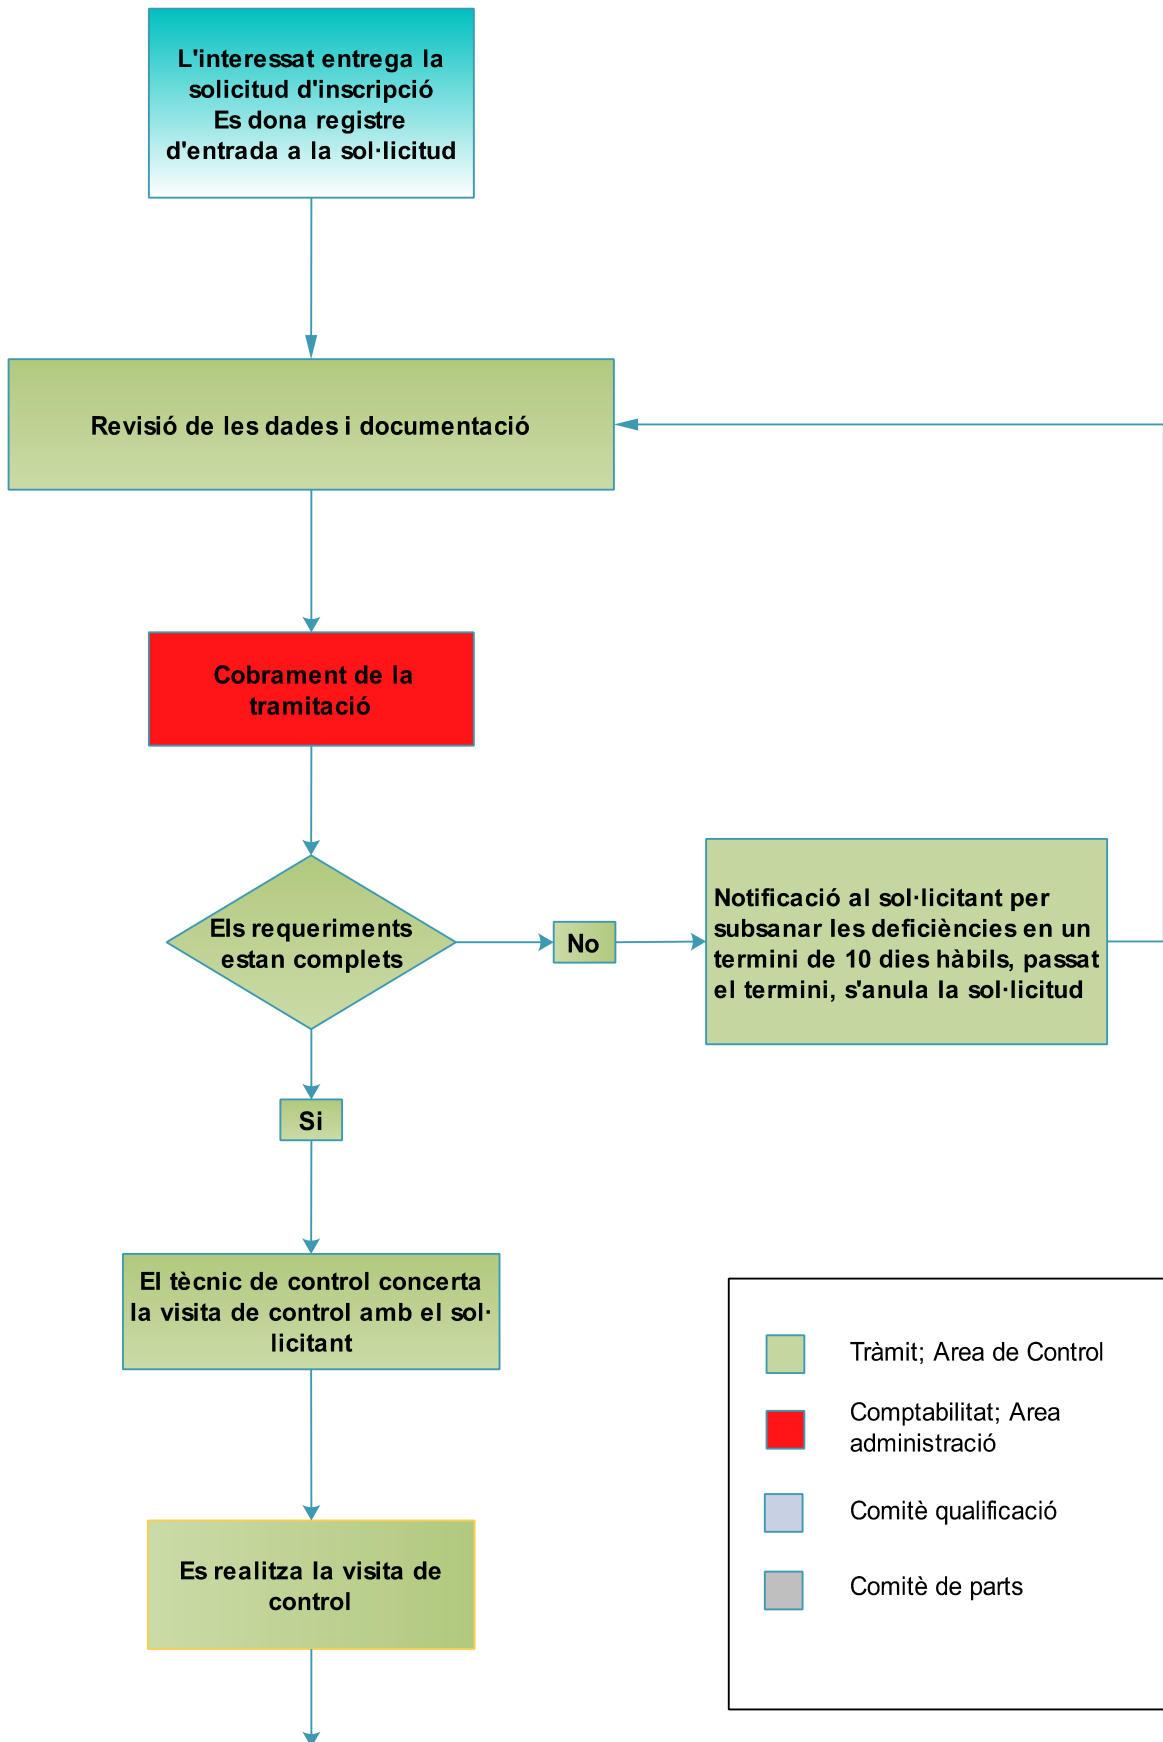 L'interessat entrega la
solicitud d'inscripció
Es dona registre
d'entrada a la sol·licitud
Revisió de les dades i documentació
Cobrament de la
tramitació
Els requeriments
estan complets
No
Notificació al sol·licitant per
subsanar les deficiències en un
termini de 10 dies hàbils, passat
el termini, s'anula la sol·licitud
Si
El tècnic de control concerta
la visita de control amb el sol·
licitant
Es realitza la visita de
control
Tràmit; Area de Control
Comptabilitat; Area
administració
Comitè qualificació
Comitè de parts